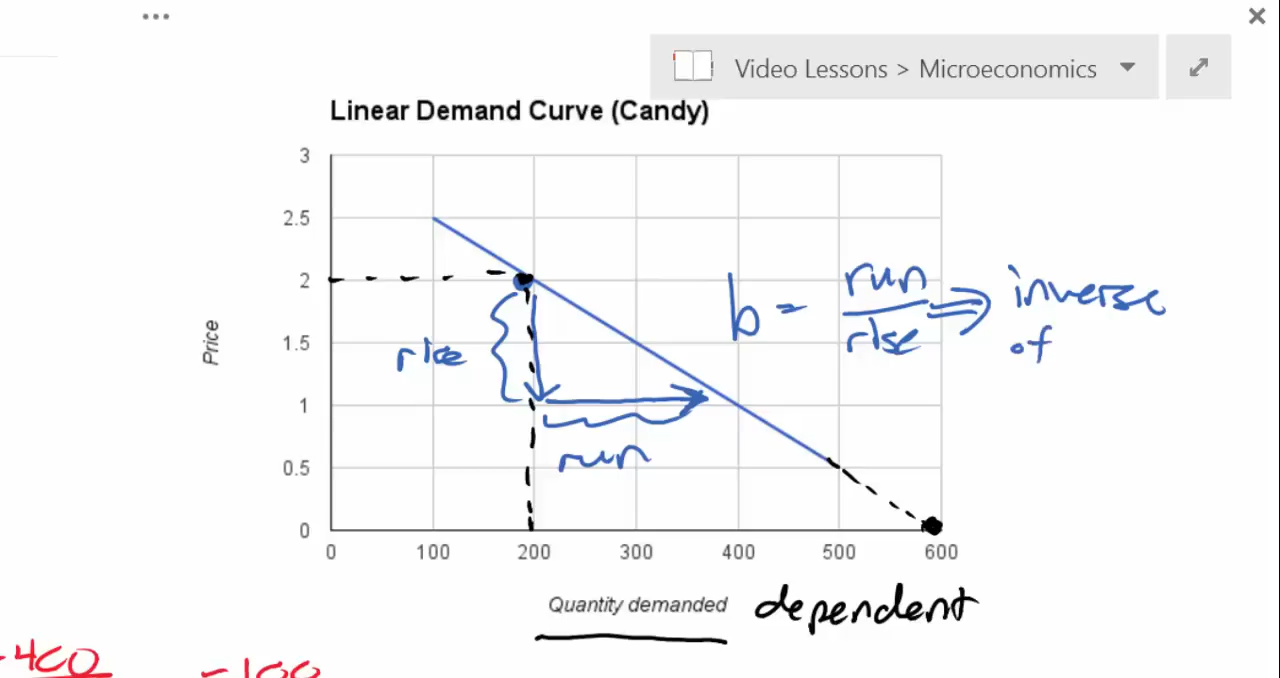 Video Lessons > Microeconomics
Linear Demand Curve (Candy)
3
2.5
2
1.5
1
0.5
0
Price
0 100 200 300 400 500 600
Quantity demanded
dependent
rise
run
b = run/rise ⇒ inverse of
-100